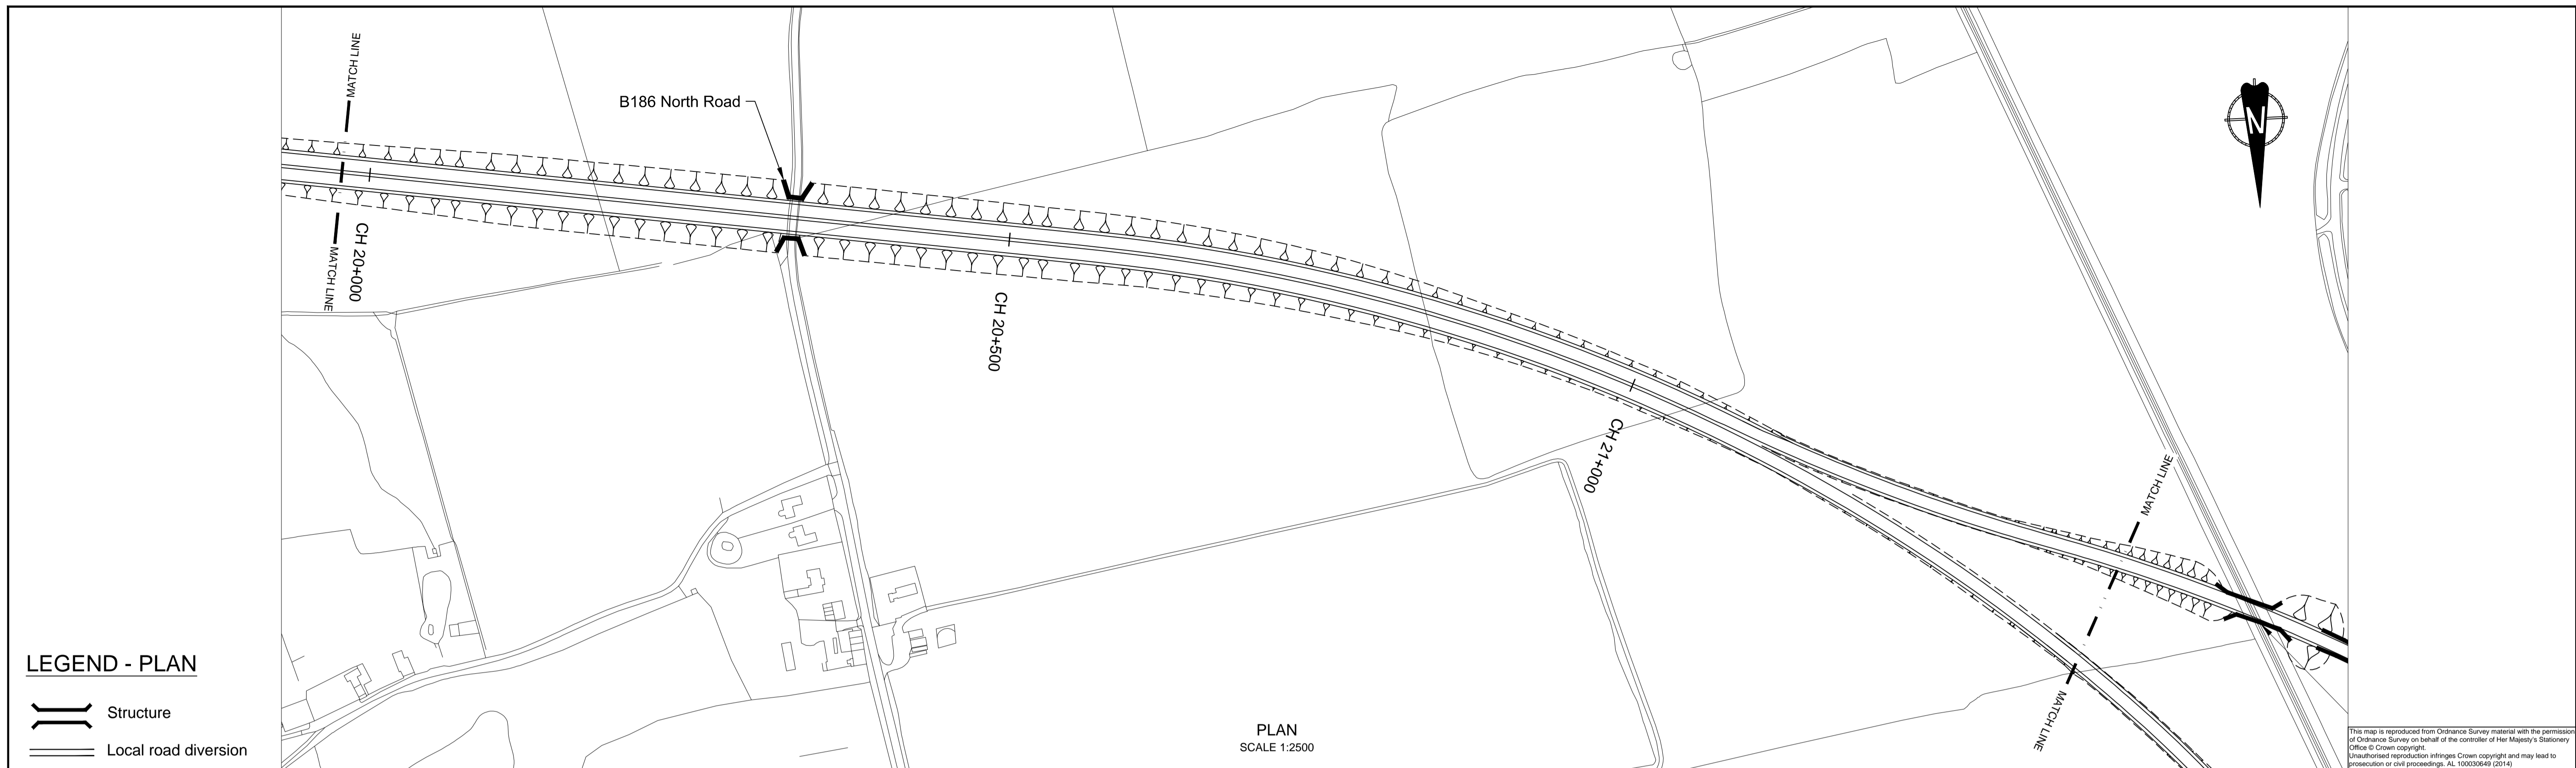 MATCH LINE
B186 North Road
N
MATCH LINE
CH 20+000
CH 20+500
CH 21+000
MATCH LINE
MATCH LINE
LEGEND - PLAN
Structure
Local road diversion
PLAN
SCALE 1:2500
This map is reproduced from Ordnance Survey material with the permission
of Ordnance Survey on behalf of the controller of Her Majesty's Stationery
Office © Crown copyright.
Unauthorised reproduction infringes Crown copyright and may lead to
prosecution or civil proceedings. AL 100030649 (2014)